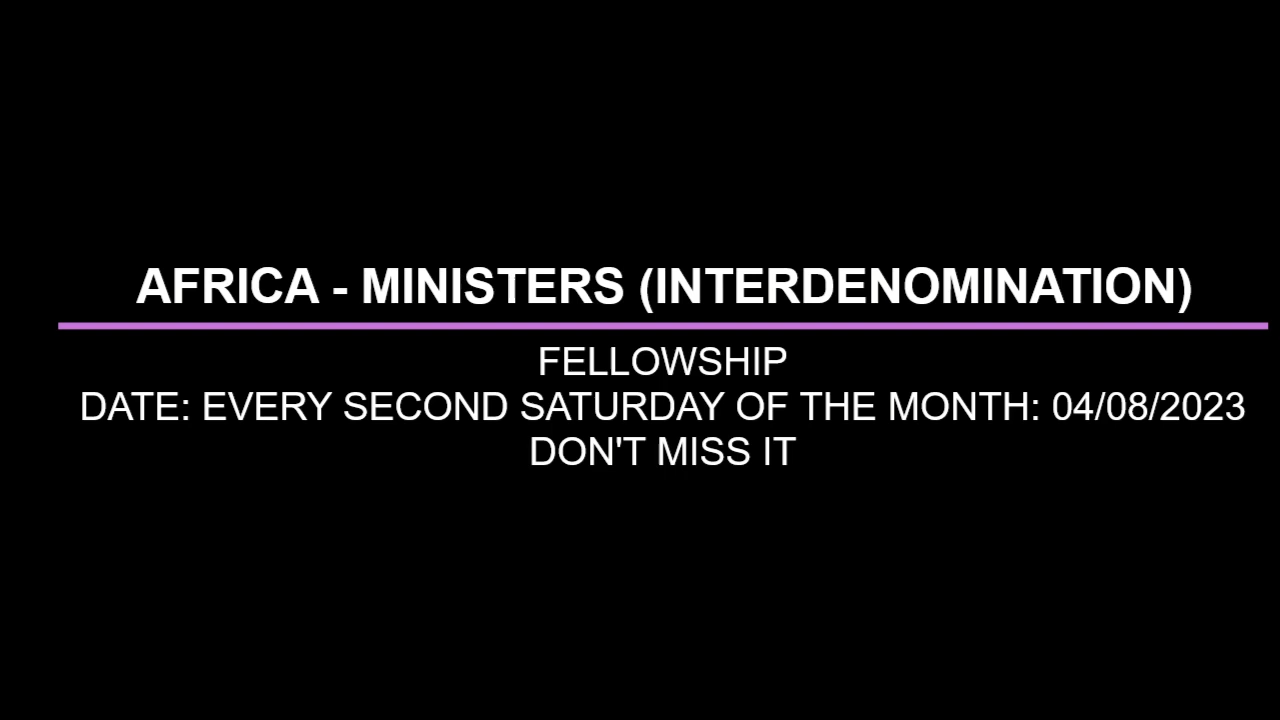 AFRICA - MINISTERS (INTERDENOMINATION)
FELLOWSHIP
DATE: EVERY SECOND SATURDAY OF THE MONTH: 04/08/2023
DON'T MISS IT